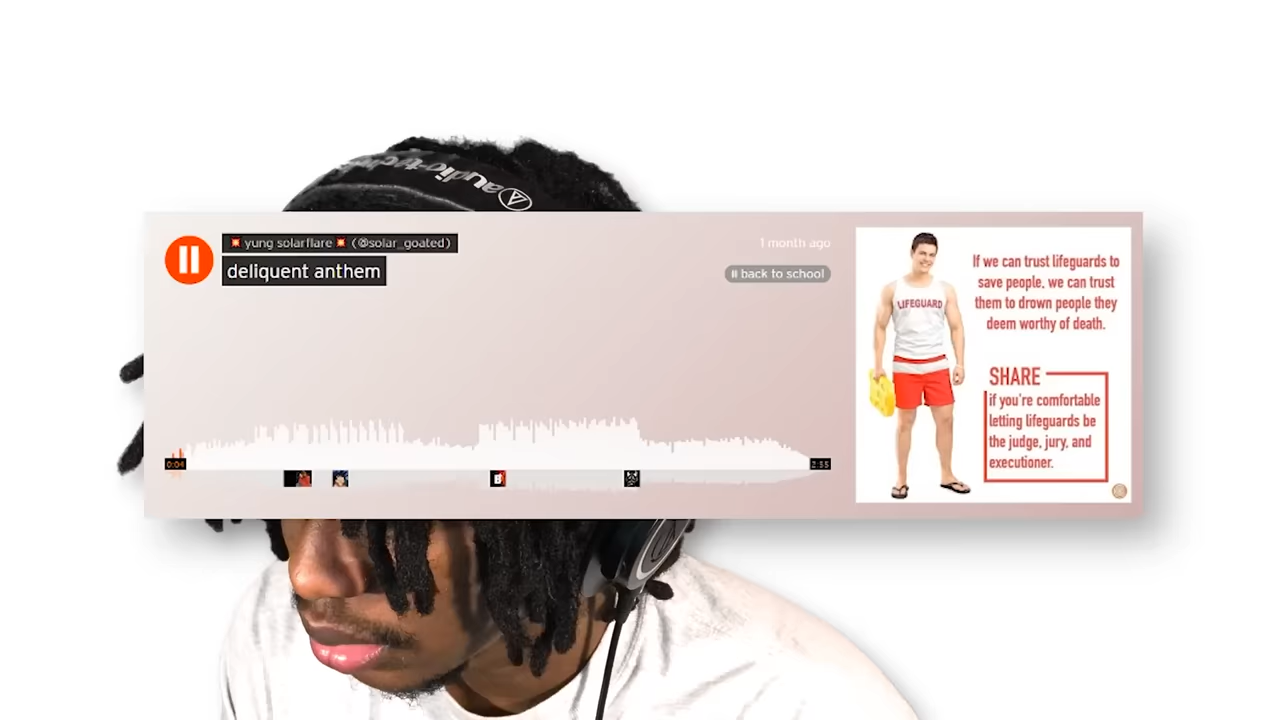 audio-tech
💥 yung solarflare 💥 (@solar_goated)
deliquent anthem
1 month ago
II back to school
0:04
2:55
B
LIFEGUARD
If we can trust lifeguards to
save people, we can trust
them to drown people they
deem worthy of death.
SHARE
if you're comfortable
letting lifeguards be
the judge, jury, and
executioner.